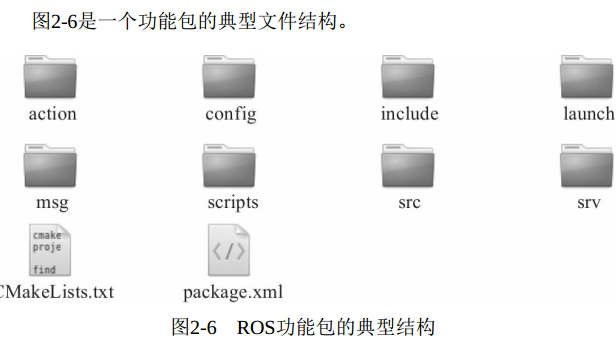 图2-6是一个功能包的典型文件结构。
action config include launch
msg scripts src srv
cmake
proje
find
</>
CMakeLists.txt package.xml
图2-6 ROS功能包的典型结构